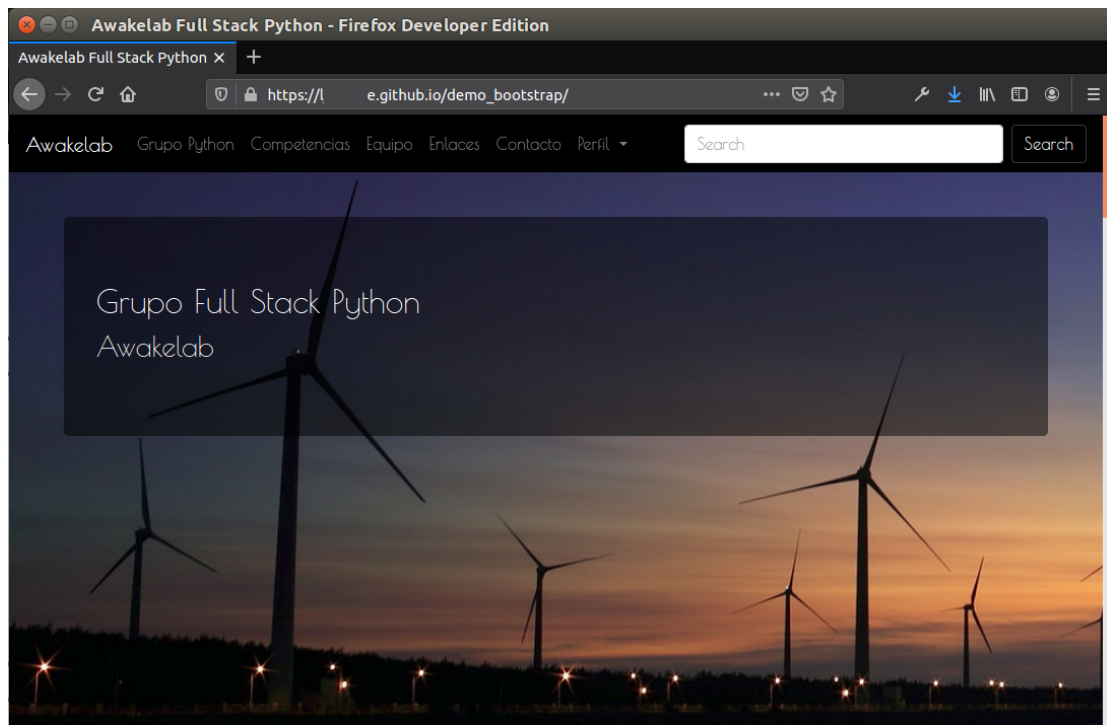 Awakelab Full Stack Python - Firefox Developer Edition
Awakelab Full Stack Python
https://l e.github.io/demo_bootstrap/
Awakelab Grupo Python Competencias Equipo Enlaces Contacto Perfil Search Search
Grupo Full Stack Python
Awakelab